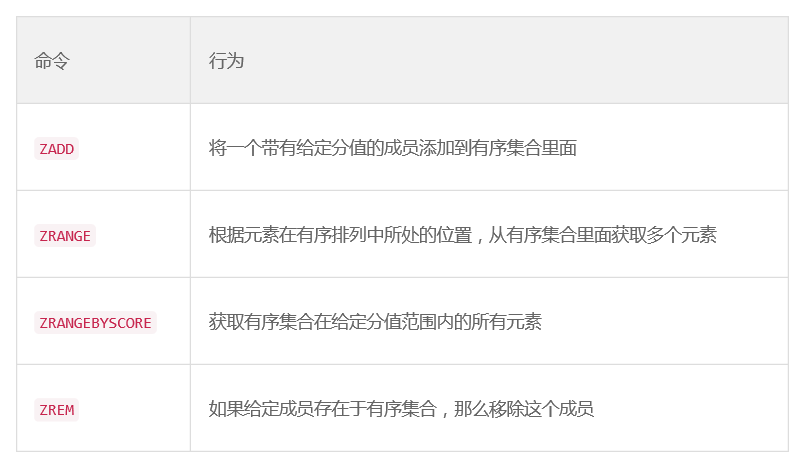 命令 行为
ZADD 将一个带有给定分值的成员添加到有序集合里面
ZRANGE 根据元素在有序排列中所处的位置，从有序集合里面获取多个元素
ZRANGEBYSCORE 获取有序集合在给定分值范围内的所有元素
ZREM 如果给定成员存在于有序集合，那么移除这个成员